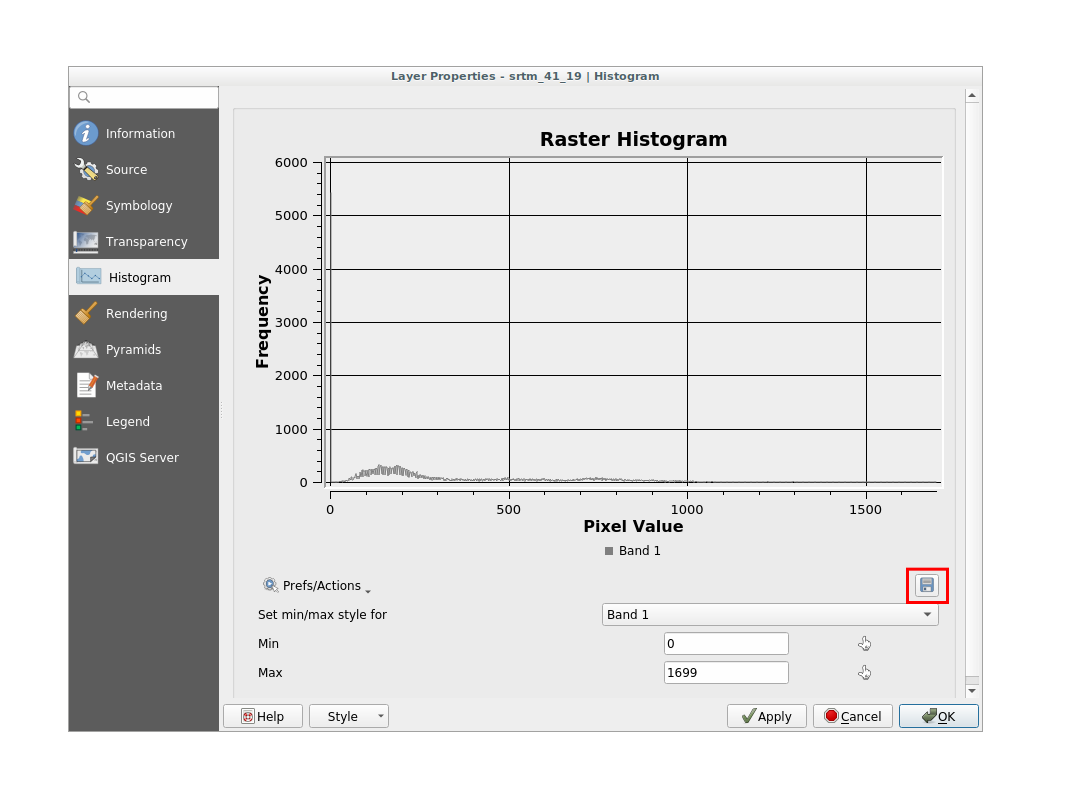 Layer Properties - srtm_41_19 | Histogram
Information
Source
Symbology
Transparency
Histogram
Rendering
Pyramids
Metadata
Legend
QGIS Server
Raster Histogram
6000
5000
4000
3000
2000
1000
0
Frequency
0 500 1000 1500
Pixel Value
Band 1
Prefs/Actions
Set min/max style for Band 1
Min 0
Max 1699
Help Style Apply Cancel OK